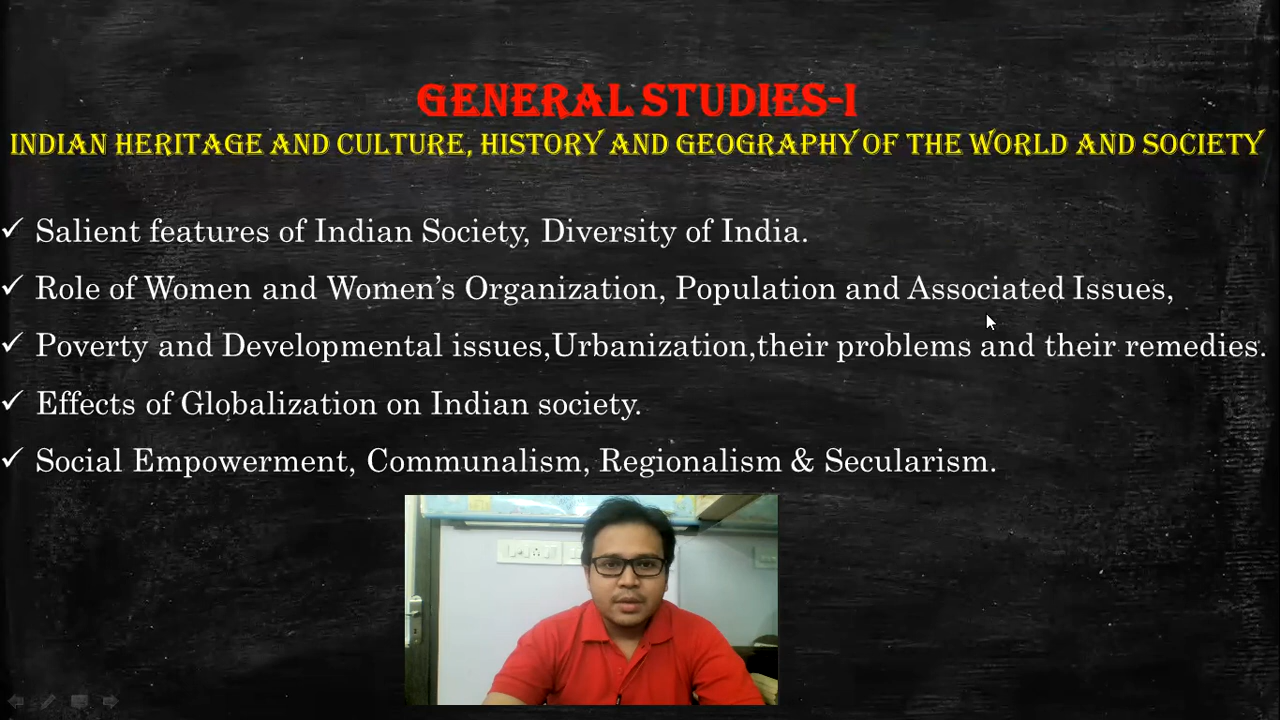 GENERAL STUDIES-I
INDIAN HERITAGE AND CULTURE, HISTORY AND GEOGRAPHY OF THE WORLD AND SOCIETY
✓ Salient features of Indian Society, Diversity of India.
✓ Role of Women and Women’s Organization, Population and Associated Issues,
✓ Poverty and Developmental issues,Urbanization,their problems and their remedies.
✓ Effects of Globalization on Indian society.
✓ Social Empowerment, Communalism, Regionalism & Secularism.